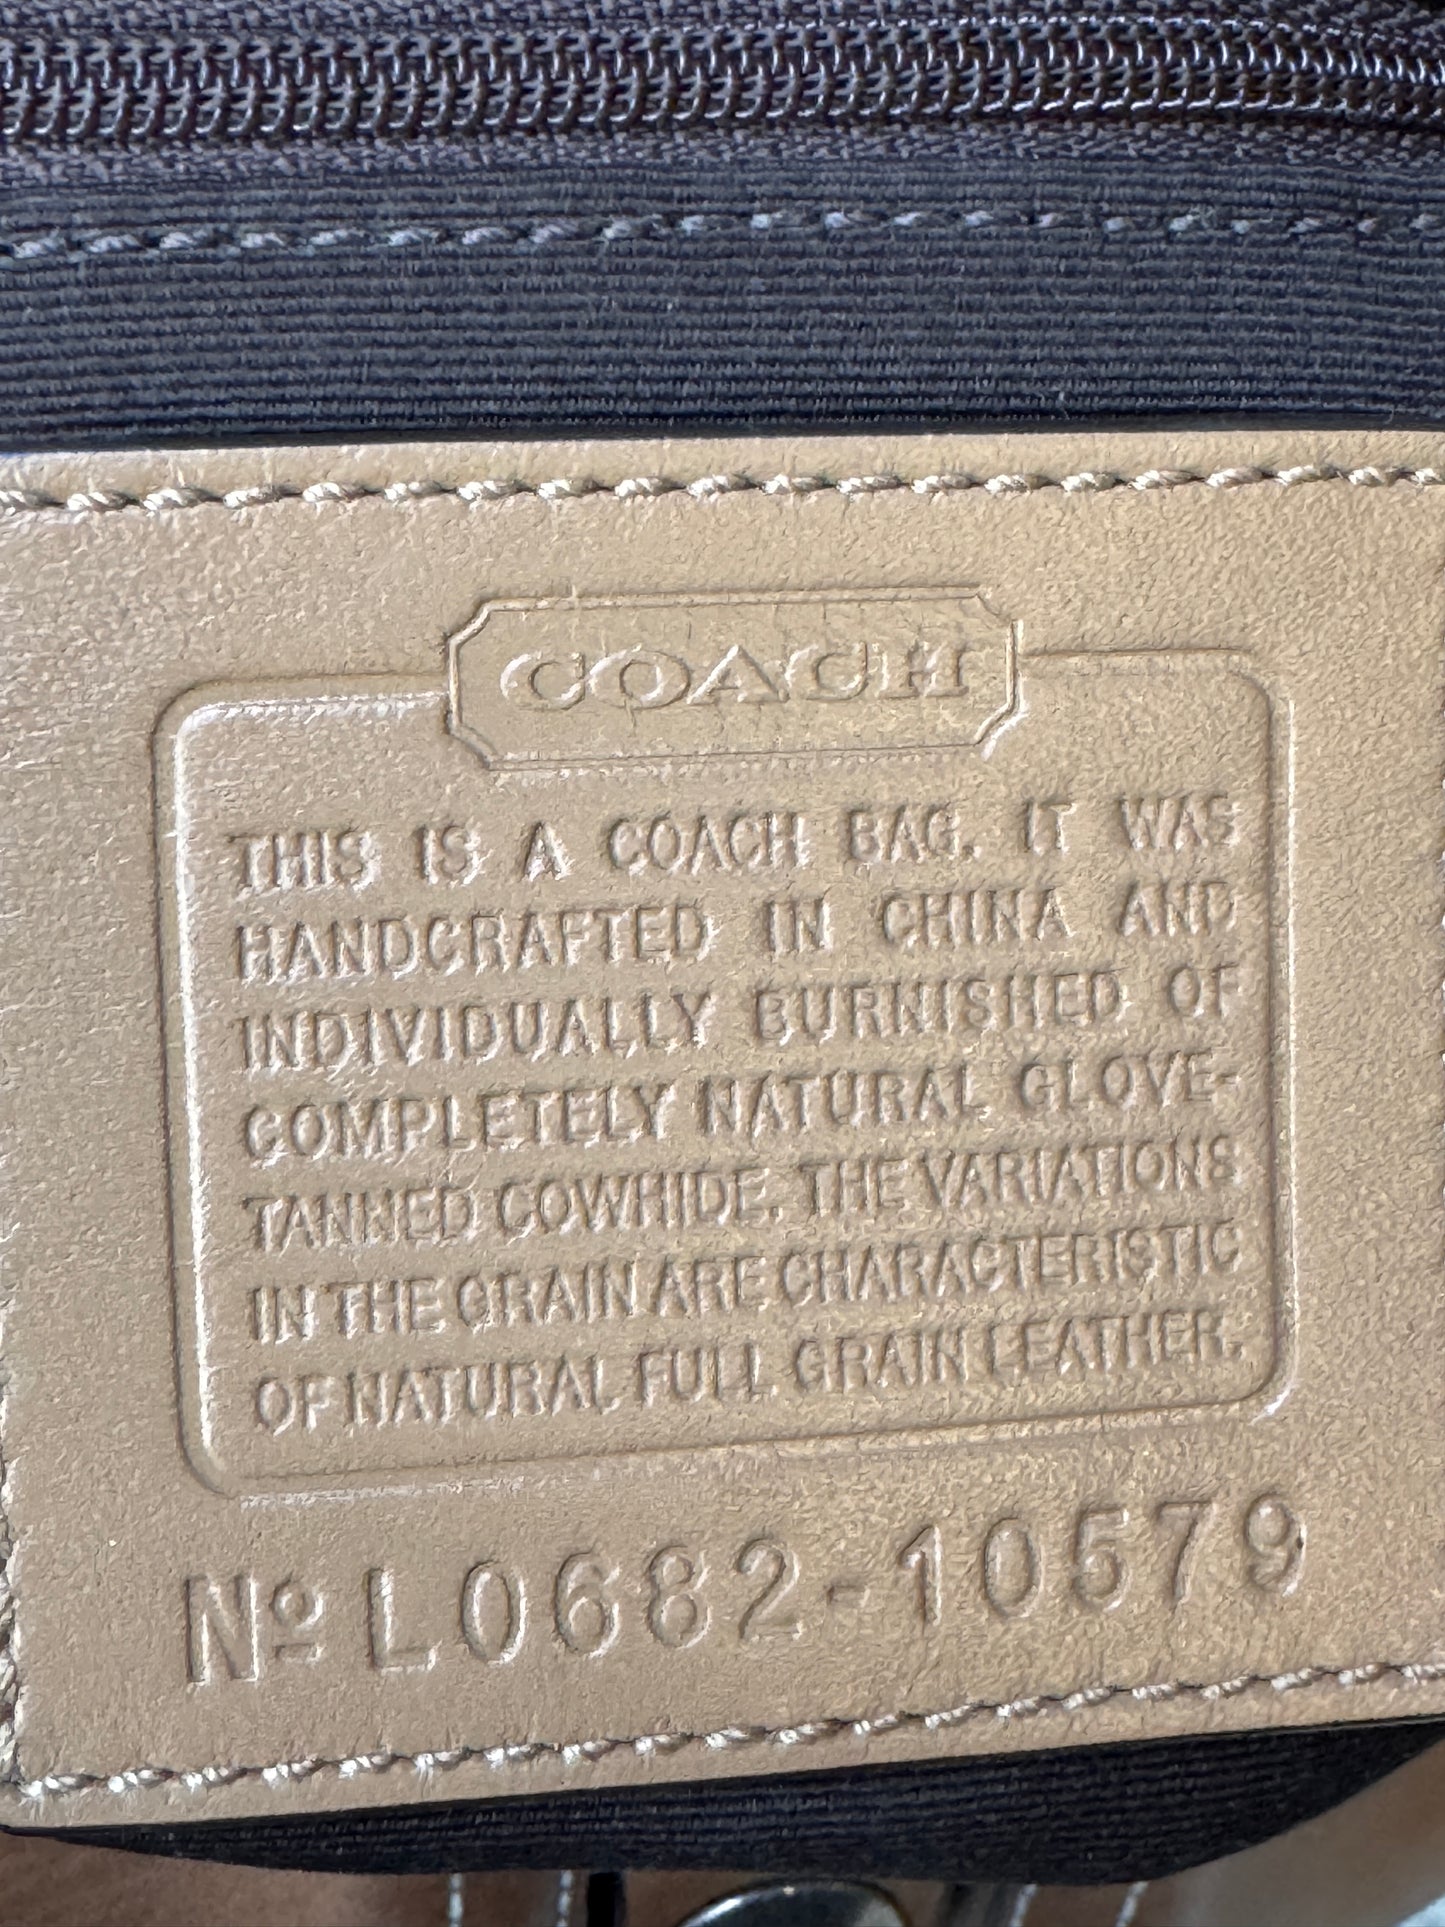 COACH
THIS IS A COACH BAG. IT WAS
HANDCRAFTED IN CHINA AND
INDIVIDUALLY BURNISHED OF
COMPLETELY NATURAL GLOVE-
TANNED COWHIDE. THE VARIATIONS
IN THE GRAIN ARE CHARACTERISTIC
OF NATURAL FULL GRAIN LEATHER.
Nº L0682-10579